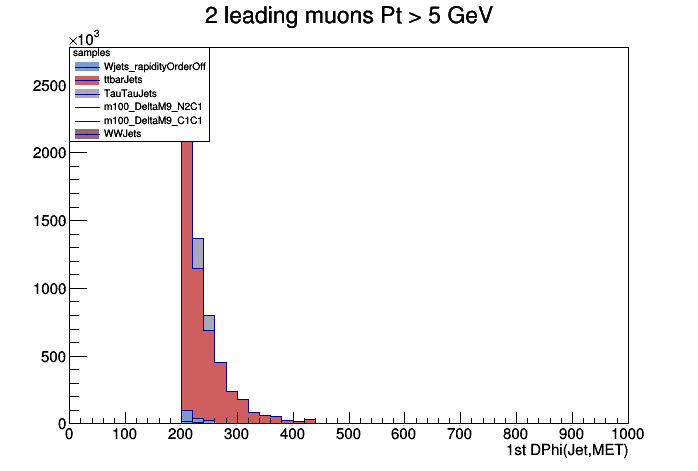 2 leading muons Pt > 5 GeV
×10³
samples
Wjets_rapidityOrderOff
ttbarJets
TauTauJets
m100_DeltaM9_N2C1
m100_DeltaM9_C1C1
WWJets
2500
2000
1500
1000
500
0
0 100 200 300 400 500 600 700 800 900 1000
1st DPhi(Jet,MET)